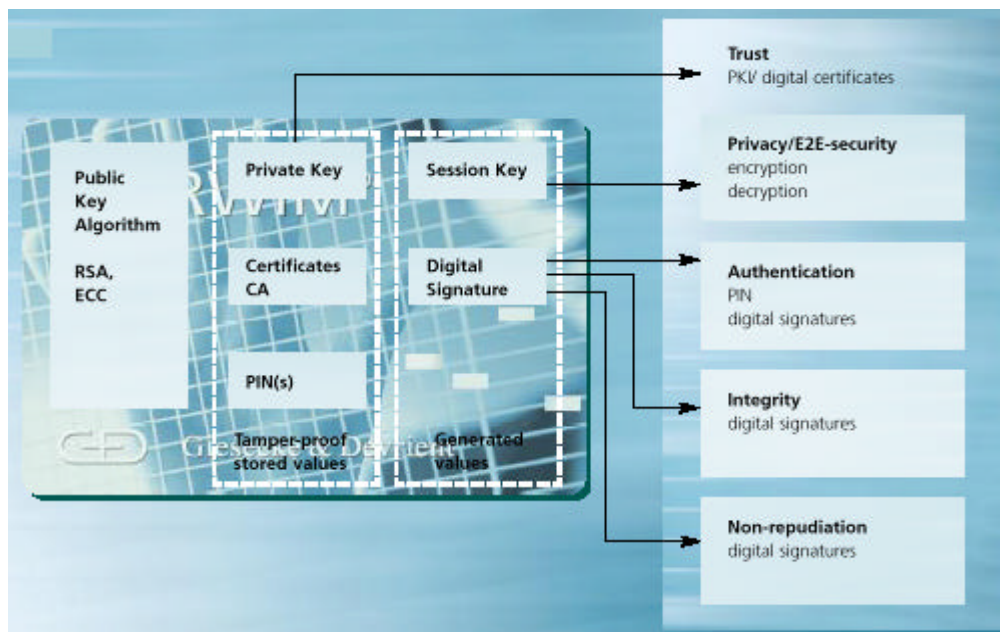 Public
Key
Algorithm
RSA,
ECC
Private Key
Certificates
CA
PIN(s)
Tamper-proof
stored values
Session Key
Digital
Signature
Generated
values
Giesecke & Devrient
Trust
PKI/ digital certificates
Privacy/E2E-security
encryption
decryption
Authentication
PIN
digital signatures
Integrity
digital signatures
Non-repudiation
digital signatures